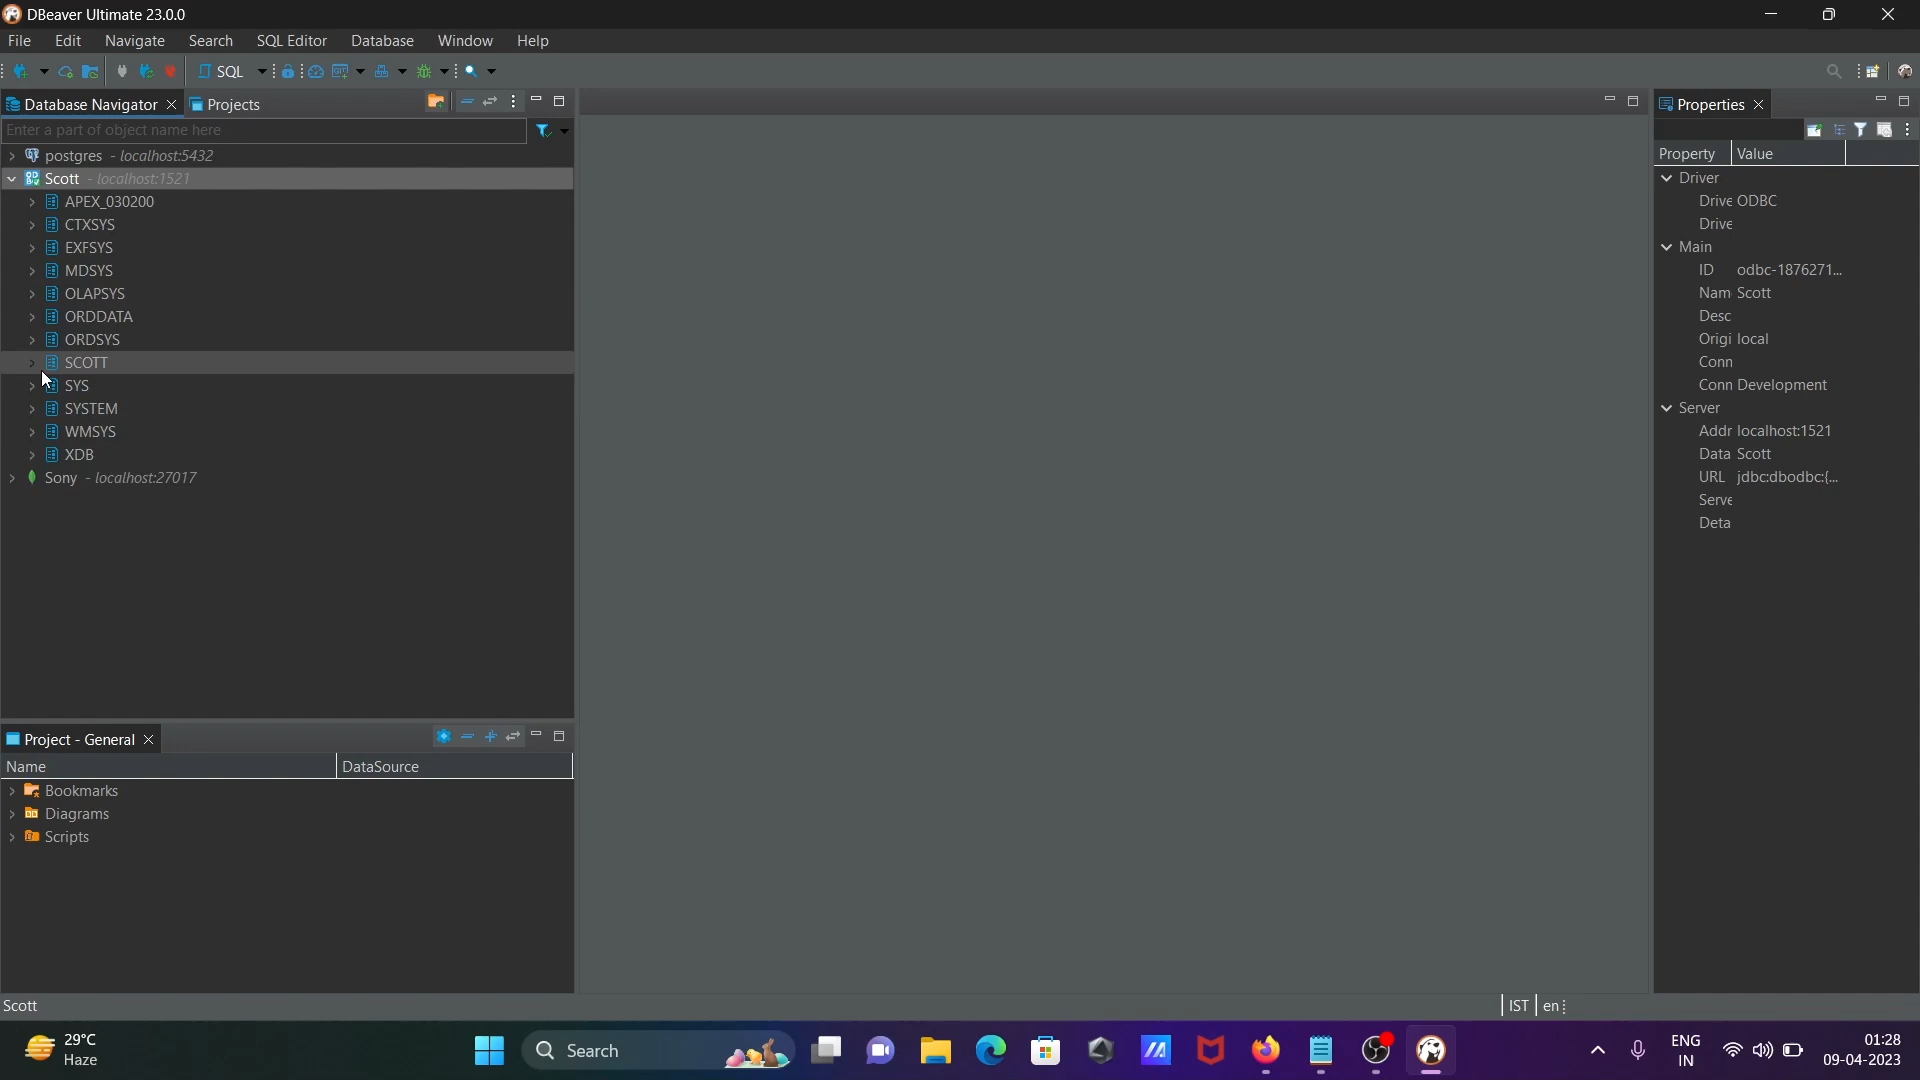 DBeaver Ultimate 23.0.0
File Edit Navigate Search SQL Editor Database Window Help
SQL
Database Navigator Projects
Enter a part of object name here
postgres - localhost:5432
Scott - localhost:1521
APEX_030200
CTXSYS
EXFSYS
MDSYS
OLAPSYS
ORDDATA
ORDSYS
SCOTT
SYS
SYSTEM
WMSYS
XDB
Sony - localhost:27017
Project - General
Name DataSource
Bookmarks
Diagrams
Scripts
Properties
Property Value
Driver
Drive ODBC
Drive
Main
ID odbc-1876271...
Nam Scott
Desc
Origi local
Conn
Conn Development
Server
Addr localhost:1521
Data Scott
URL jdbc:dbodbc:{...
Serve
Deta
Scott
IST en
29°C
Haze
Search
ENG
IN
01:28
09-04-2023